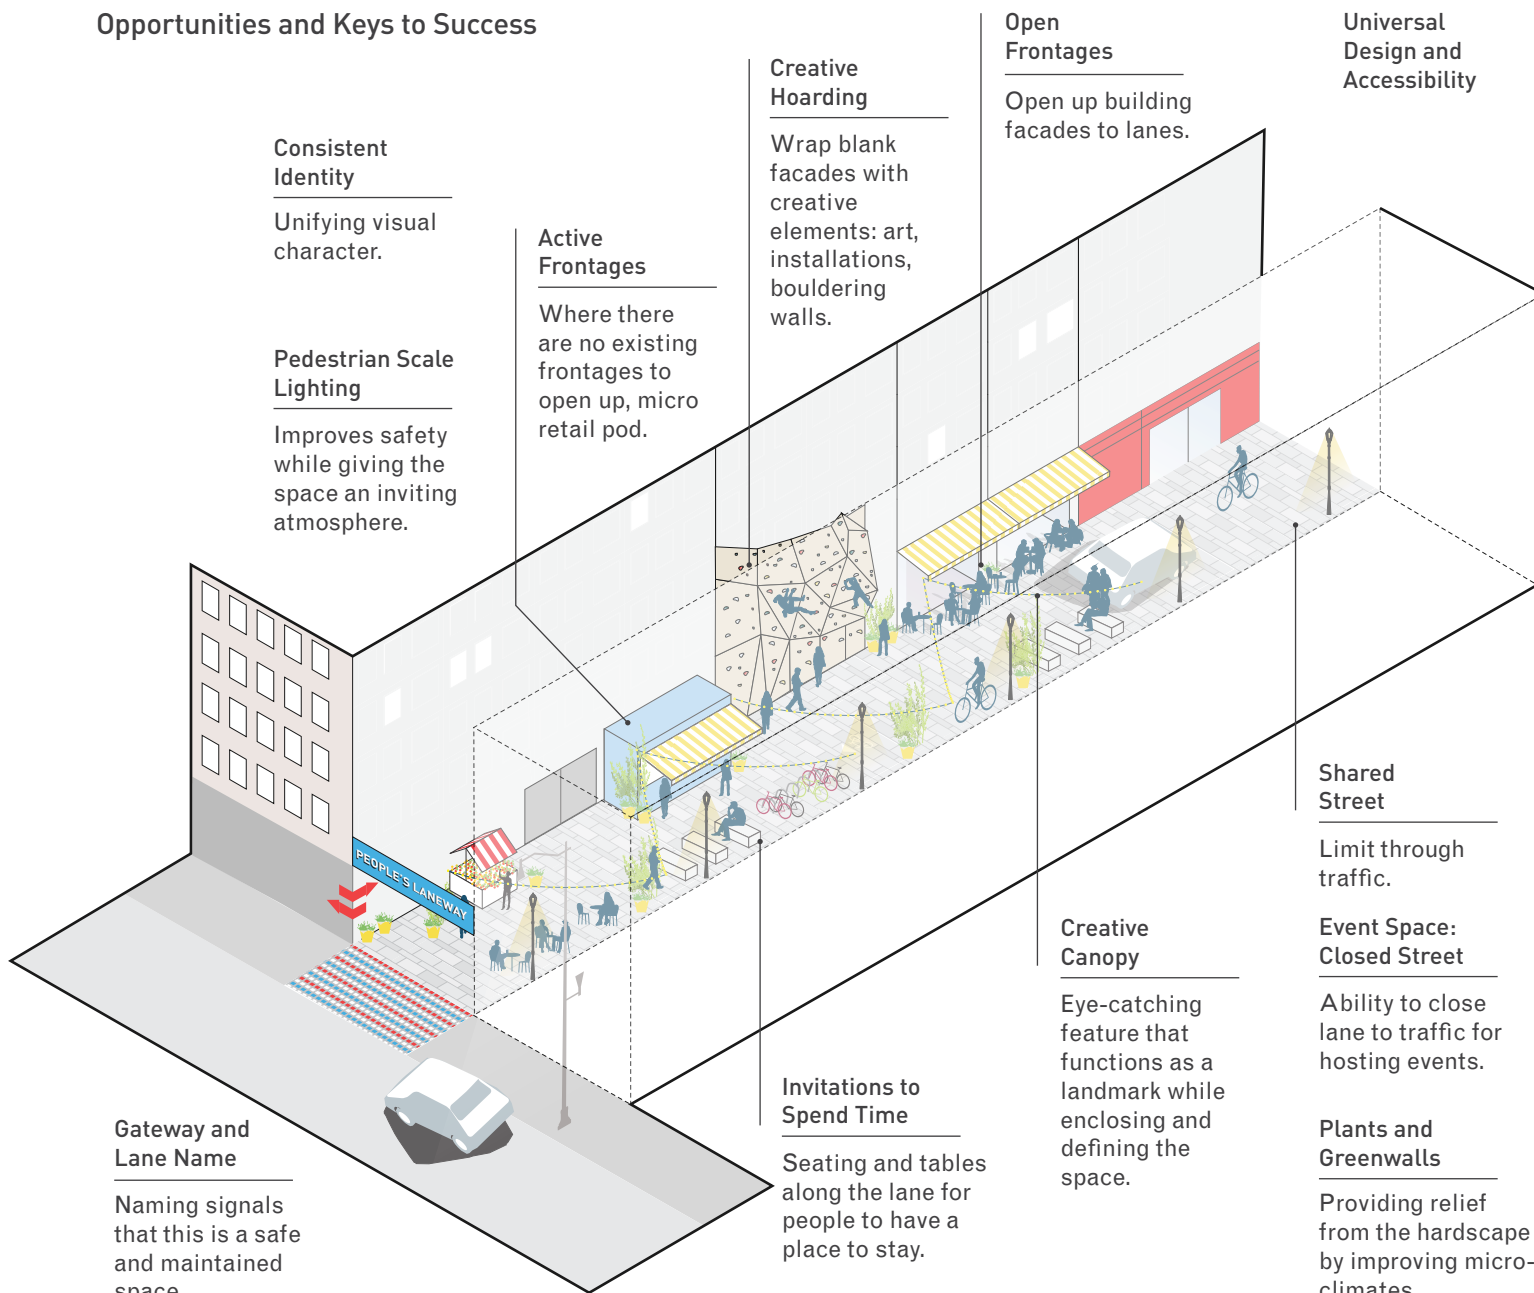 Opportunities and Keys to Success
Consistent
Identity
Unifying visual
character.
Pedestrian Scale
Lighting
Improves safety
while giving the
space an inviting
atmosphere.
Active
Frontages
Where there
are no existing
frontages to
open up, micro
retail pod.
Creative
Hoarding
Wrap blank
facades with
creative
elements: art,
installations,
bouldering
walls.
Open
Frontages
Open up building
facades to lanes.
Universal
Design and
Accessibility
PEOPLE'S LANEWAY
Gateway and
Lane Name
Naming signals
that this is a safe
and maintained
space.
Invitations to
Spend Time
Seating and tables
along the lane for
people to have a
place to stay.
Creative
Canopy
Eye-catching
feature that
functions as a
landmark while
enclosing and
defining the
space.
Shared
Street
Limit through
traffic.
Event Space:
Closed Street
Ability to close
lane to traffic for
hosting events.
Plants and
Greenwalls
Providing relief
from the hardscape
by improving micro-
climates.